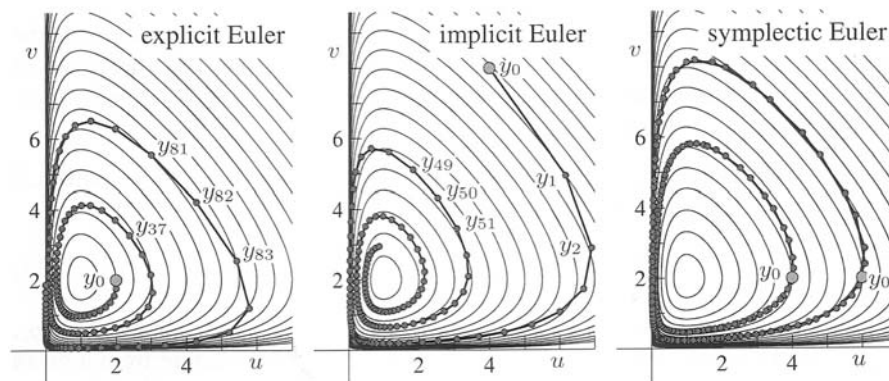 v
explicit Euler
6
4
2
y81
y82
y37
y83
y0
2
4
u
v
implicit Euler
y0
6
4
2
y49
y50
y51
y1
y2
2
4
u
v
symplectic Euler
6
4
2
y0
y0
2
4
u